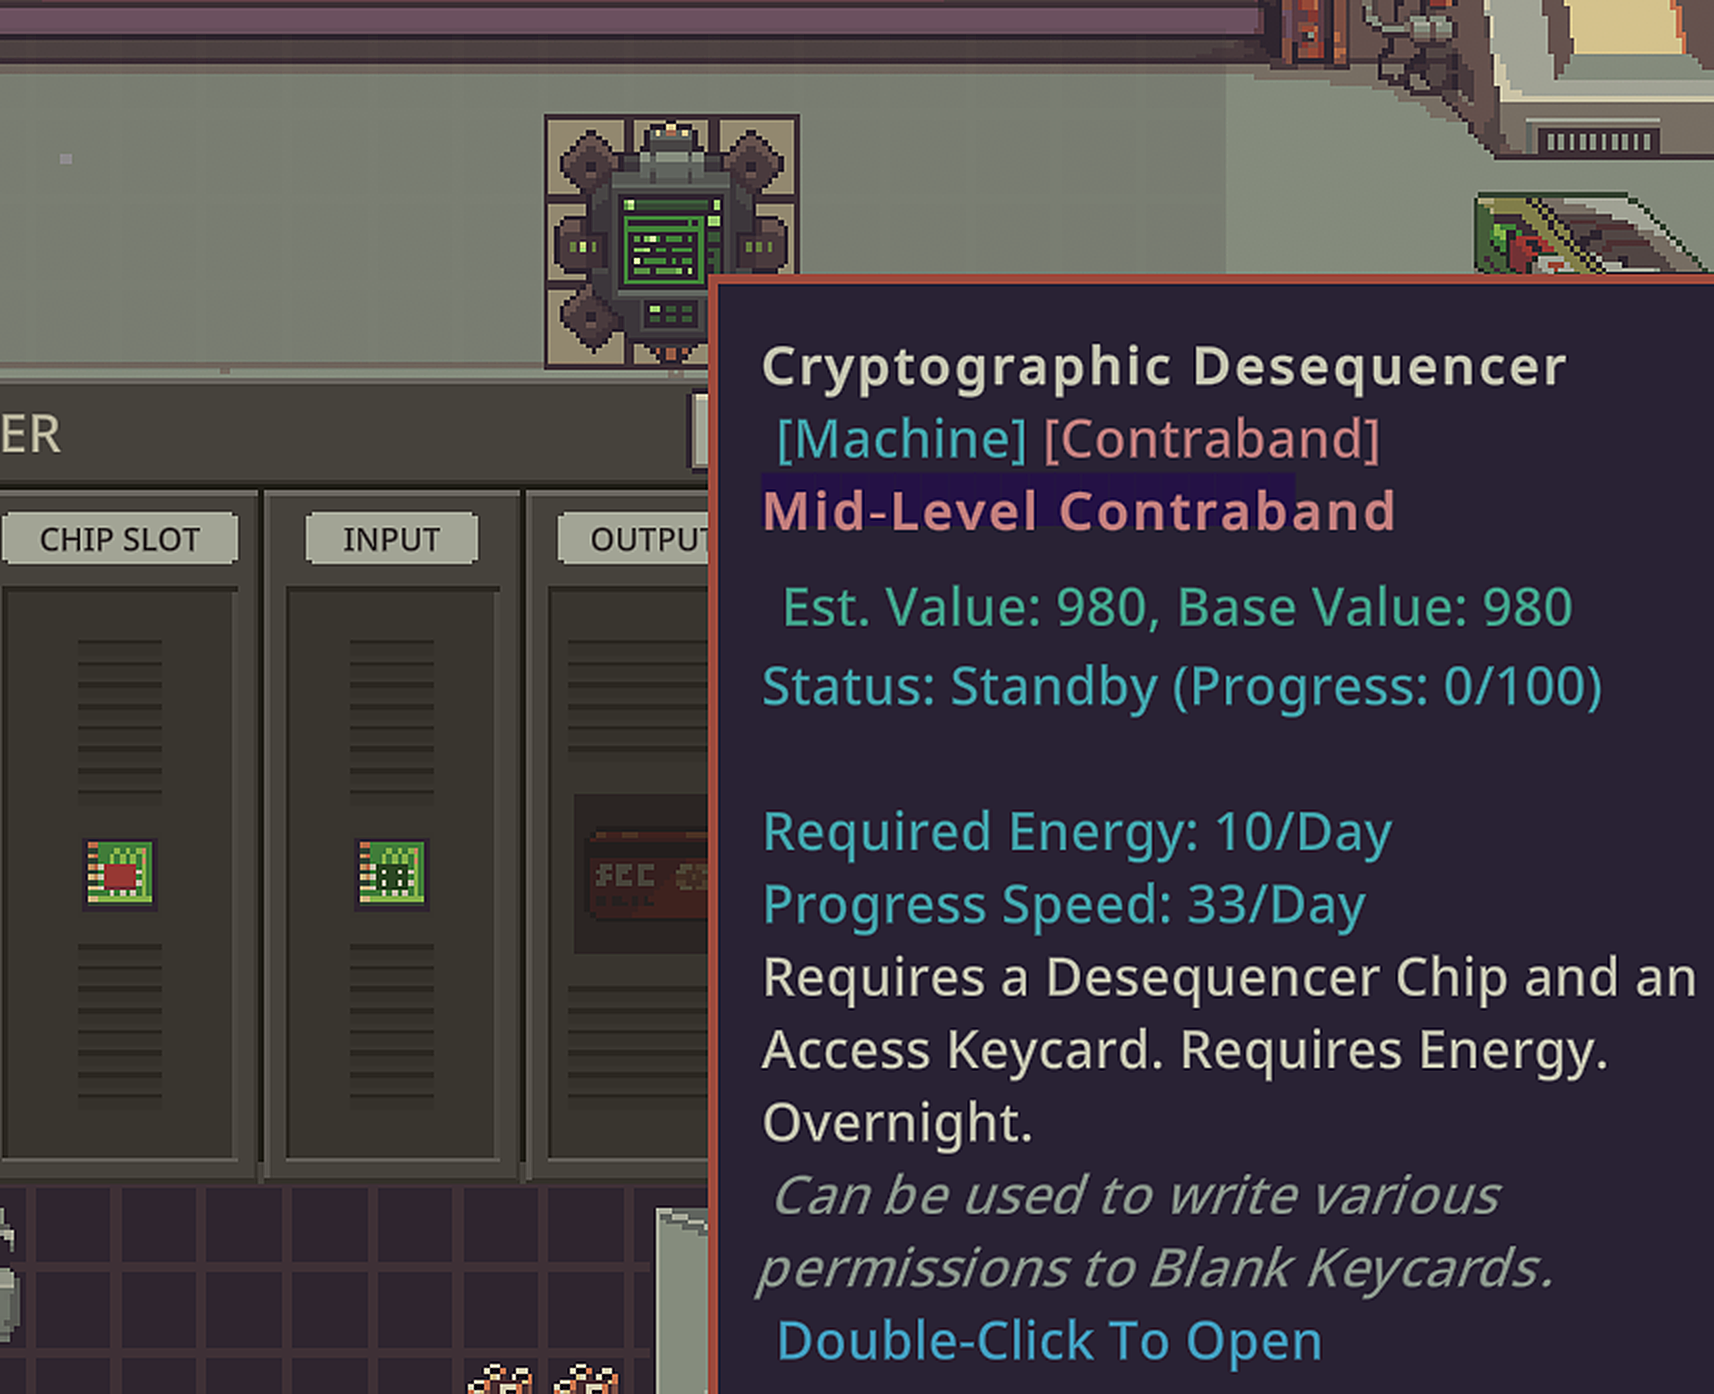 Cryptographic Desequencer
[Machine] [Contraband]
Mid-Level Contraband
Est. Value: 980, Base Value: 980
Status: Standby (Progress: 0/100)
Required Energy: 10/Day
Progress Speed: 33/Day
Requires a Desequencer Chip and an
Access Keycard. Requires Energy.
Overnight.
Can be used to write various
permissions to Blank Keycards.
Double-Click To Open
ER
CHIP SLOT
INPUT
OUTPUT
SEC